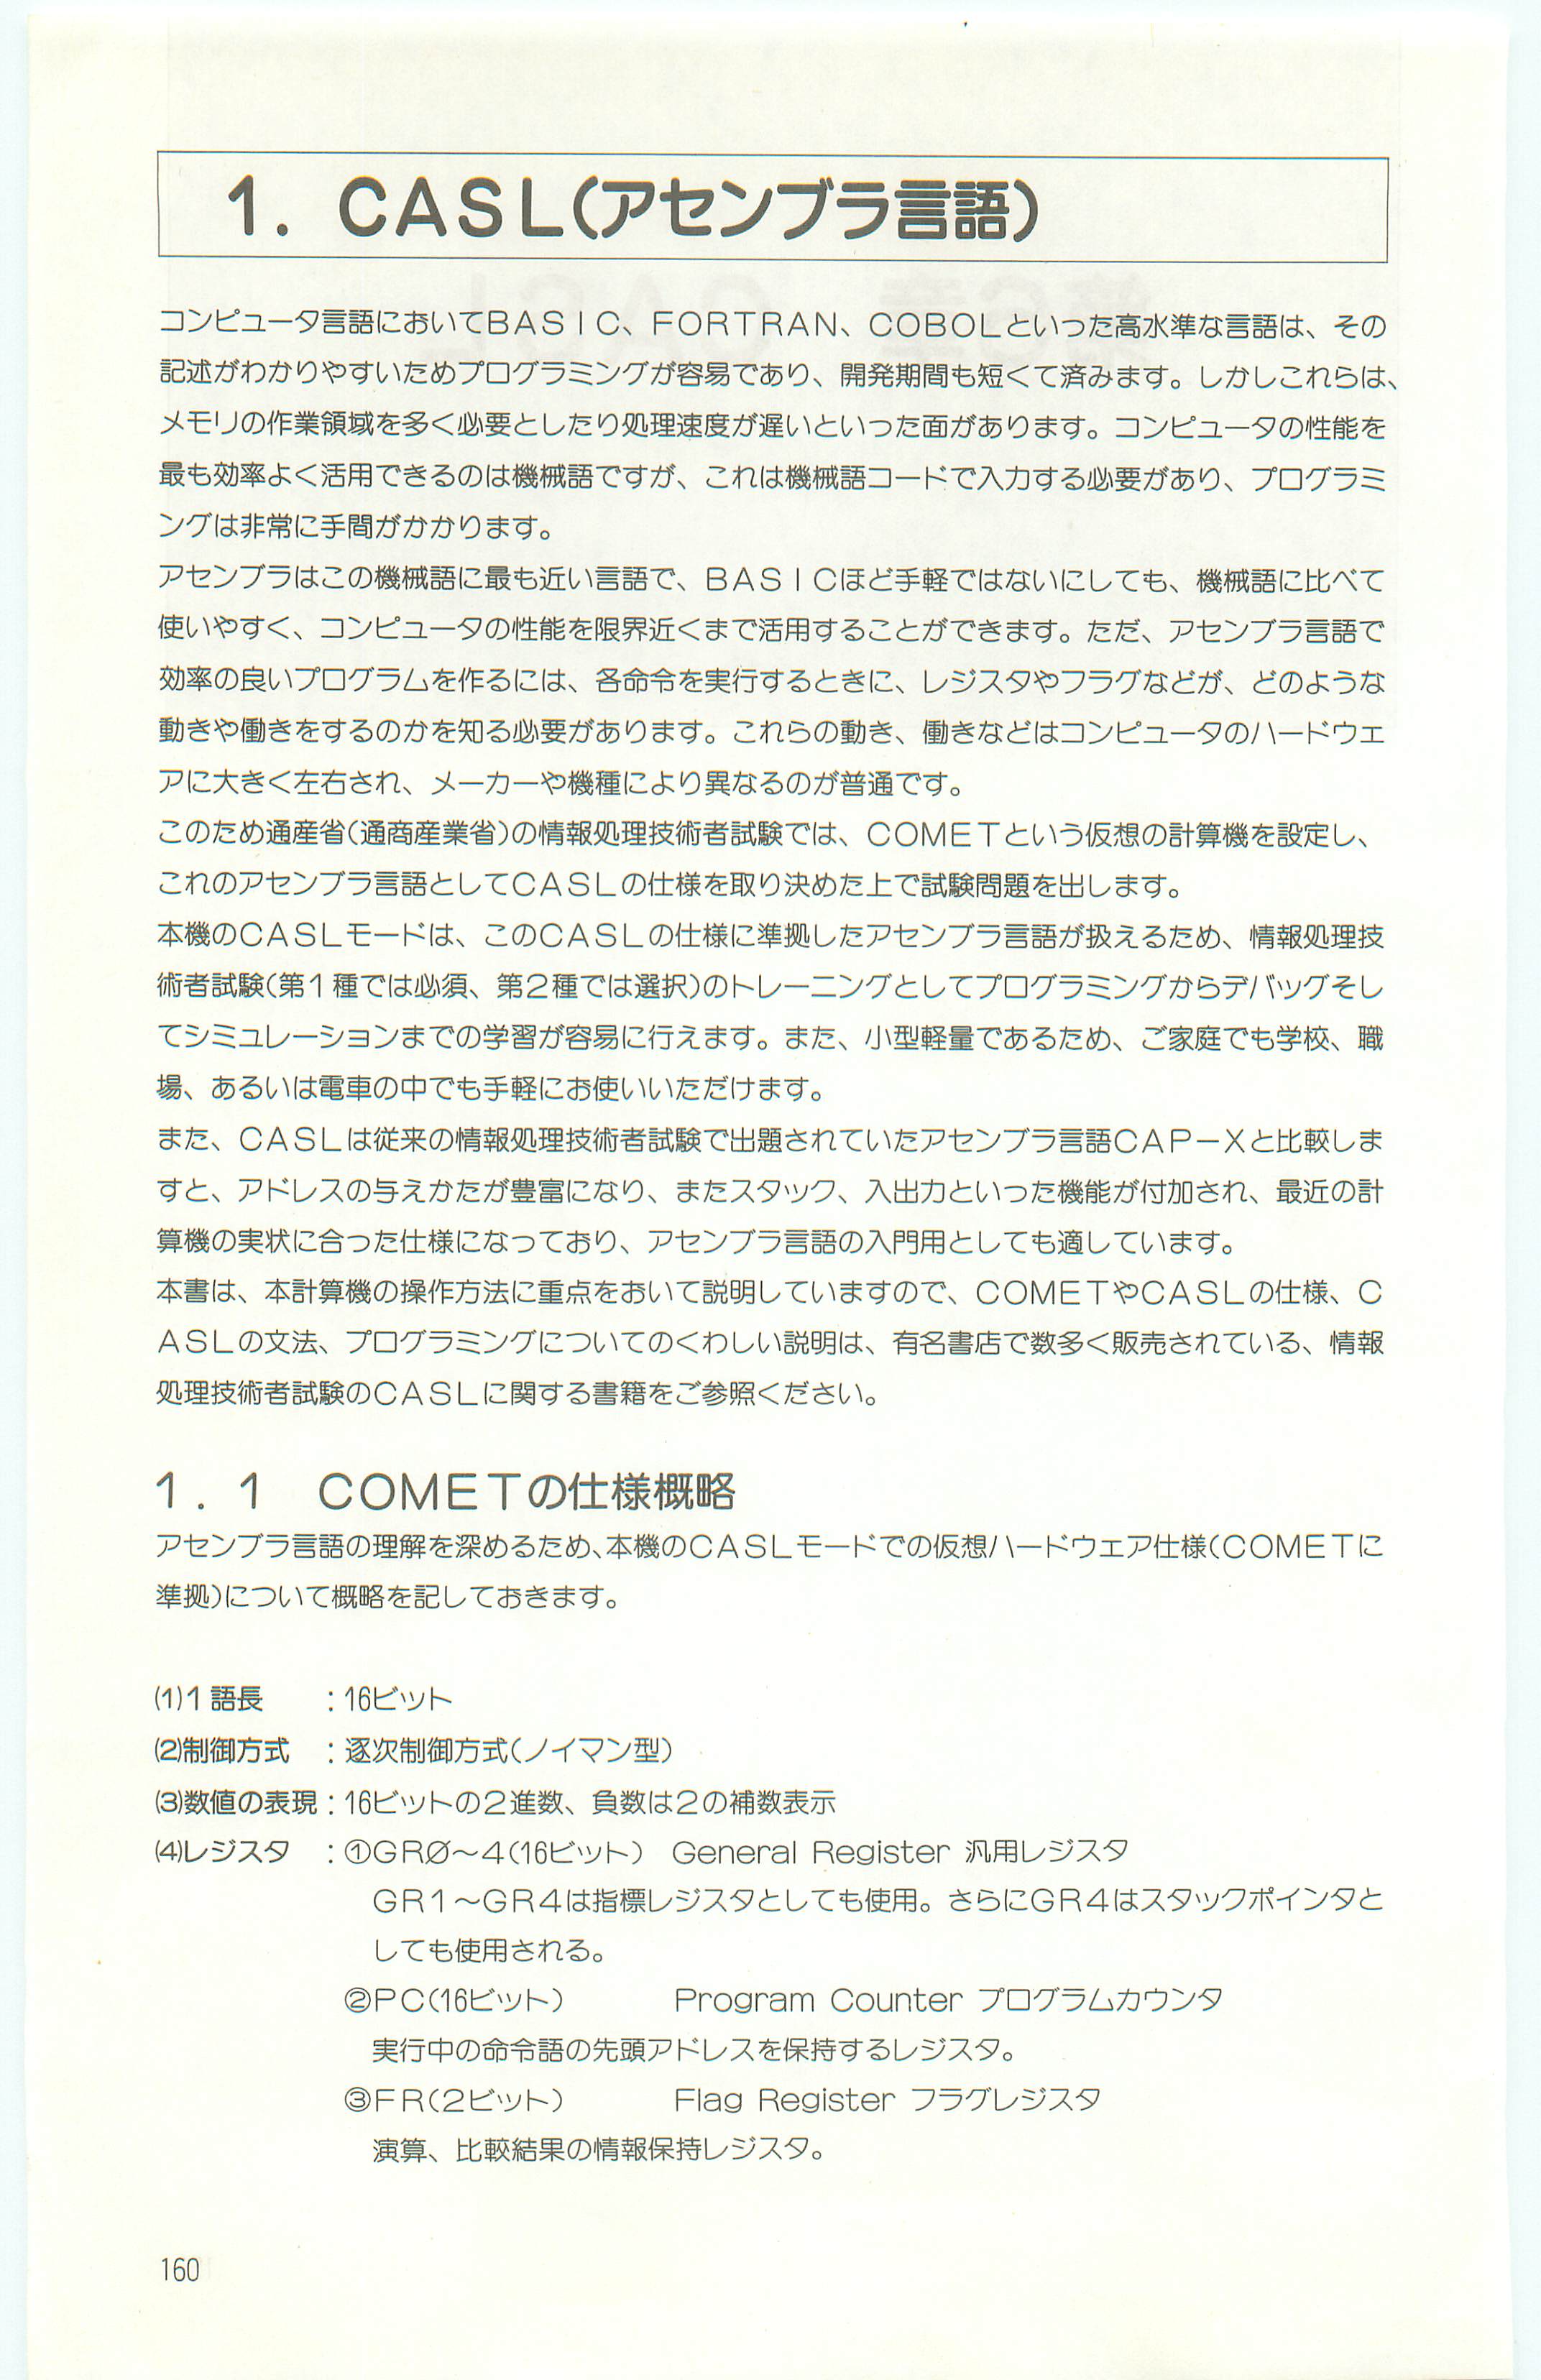 1. CASL(アセンブラ言語)
コンピュータ言語においてBASIC、FORTRAN、COBOLといった高水準な言語は、その
記述がわかりやすいためプログラミングが容易であり、開発期間も短くて済みます。しかしこれらは、
メモリの作業領域を多く必要としたり処理速度が遅いといった面があります。コンピュータの性能を
最も効率よく活用できるのは機械語ですが、これは機械語コードで入力する必要があり、プログラミ
ングは非常に手間がかかります。
アセンブラはこの機械語に最も近い言語で、BASICほど手軽ではないにしても、機械語に比べて
使いやすく、コンピュータの性能を限界近くまで活用することができます。ただ、アセンブラ言語で
効率の良いプログラムを作るには、各命令を実行するときに、レジスタやフラグなどが、どのような
動きや働きをするのかを知る必要があります。これらの動き、働きなどはコンピュータのハードウェ
アに大きく左右され、メーカーや機種により異なるのが普通です。
このため通産省(通商産業省)の情報処理技術者試験では、COMETという仮想の計算機を設定し、
これのアセンブラ言語としてCASLの仕様を取り決めた上で試験問題を出します。
本機のCASLモードは、このCASLの仕様に準拠したアセンブラ言語が扱えるため、情報処理技
術者試験(第1種では必須、第2種では選択)のトレーニングとしてプログラミングからデバッグそし
てシミュレーションまでの学習が容易に行えます。また、小型軽量であるため、ご家庭でも学校、職
場、あるいは電車の中でも手軽にお使いいただけます。
また、CASLは従来の情報処理技術者試験で出題されていたアセンブラ言語CAP-Xと比較しま
すと、アドレスの与えかたが豊富になり、またスタック、入出力といった機能が付加され、最近の計
算機の実状に合った仕様になっており、アセンブラ言語の入門用としても適しています。
本書は、本計算機の操作方法に重点をおいて説明していますので、COMETやCASLの仕様、C
ASLの文法、プログラミングについてのくわしい説明は、有名書店で数多く販売されている、情報
処理技術者試験のCASLに関する書籍をご参照ください。
1.1 COMETの仕様概略
アセンブラ言語の理解を深めるため、本機のCASLモードでの仮想ハードウェア仕様(COMETに
準拠)について概略を記しておきます。
⑴1語長 : 16ビット
⑵制御方式 : 逐次制御方式(ノイマン型)
⑶数値の表現 : 16ビットの2進数、負数は2の補数表示
⑷レジスタ : ①GRØ~4(16ビット) General Register 汎用レジスタ
GR1~GR4は指標レジスタとしても使用。さらにGR4はスタックポインタと
しても使用される。
②PC(16ビット) Program Counter プログラムカウンタ
実行中の命令語の先頭アドレスを保持するレジスタ。
③FR(2ビット) Flag Register フラグレジスタ
演算、比較結果の情報保持レジスタ。
160